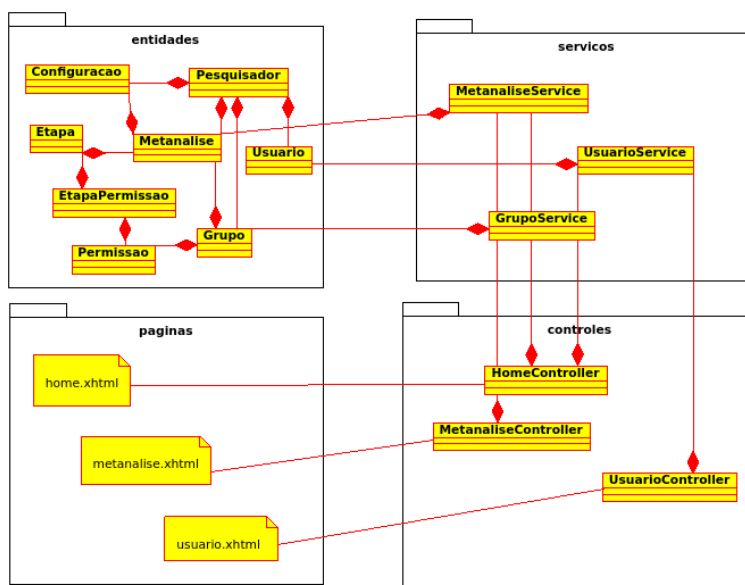 entidades
Configuracao
Pesquisador
Etapa
Metanalise
Usuario
EtapaPermissao
Grupo
Permissao
servicos
MetanaliseService
UsuarioService
GrupoService
paginas
home.xhtml
metanalise.xhtml
usuario.xhtml
controles
HomeController
MetanaliseController
UsuarioController